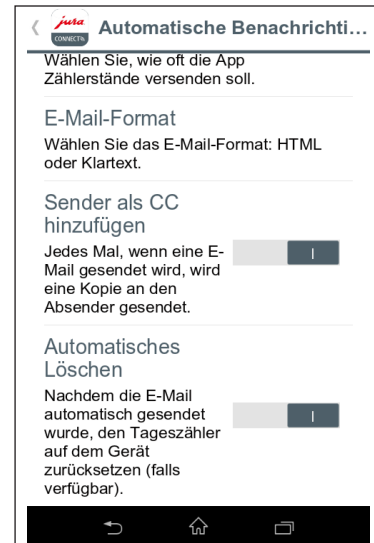 jura
CONNECT
Automatische Benachrichti...
Wählen Sie, wie oft die App
Zählerstände versenden soll.
E-Mail-Format
Wählen Sie das E-Mail-Format: HTML
oder Klartext.
Sender als CC
hinzufügen
Jedes Mal, wenn eine E-
Mail gesendet wird, wird
eine Kopie an den
Absender gesendet.
Automatisches
Löschen
Nachdem die E-Mail
automatisch gesendet
wurde, den Tageszähler
auf dem Gerät
zurücksetzen (falls
verfügbar).